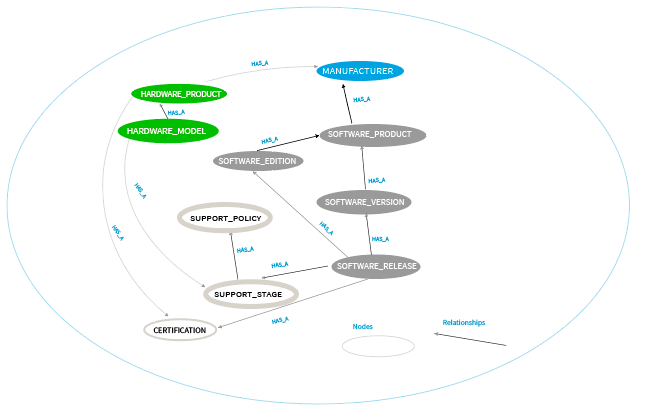 HAS_A
MANUFACTURER
HARDWARE_PRODUCT
HAS_A
HAS_A
HARDWARE_MODEL
SOFTWARE_PRODUCT
HAS_A
SOFTWARE_EDITION
HAS_A
HAS_A
SOFTWARE_VERSION
SUPPORT_POLICY
HAS_A
HAS_A
HAS_A
HAS_A
HAS_A
SOFTWARE_RELEASE
SUPPORT_STAGE
HAS_A
CERTIFICATION
Nodes
Relationships